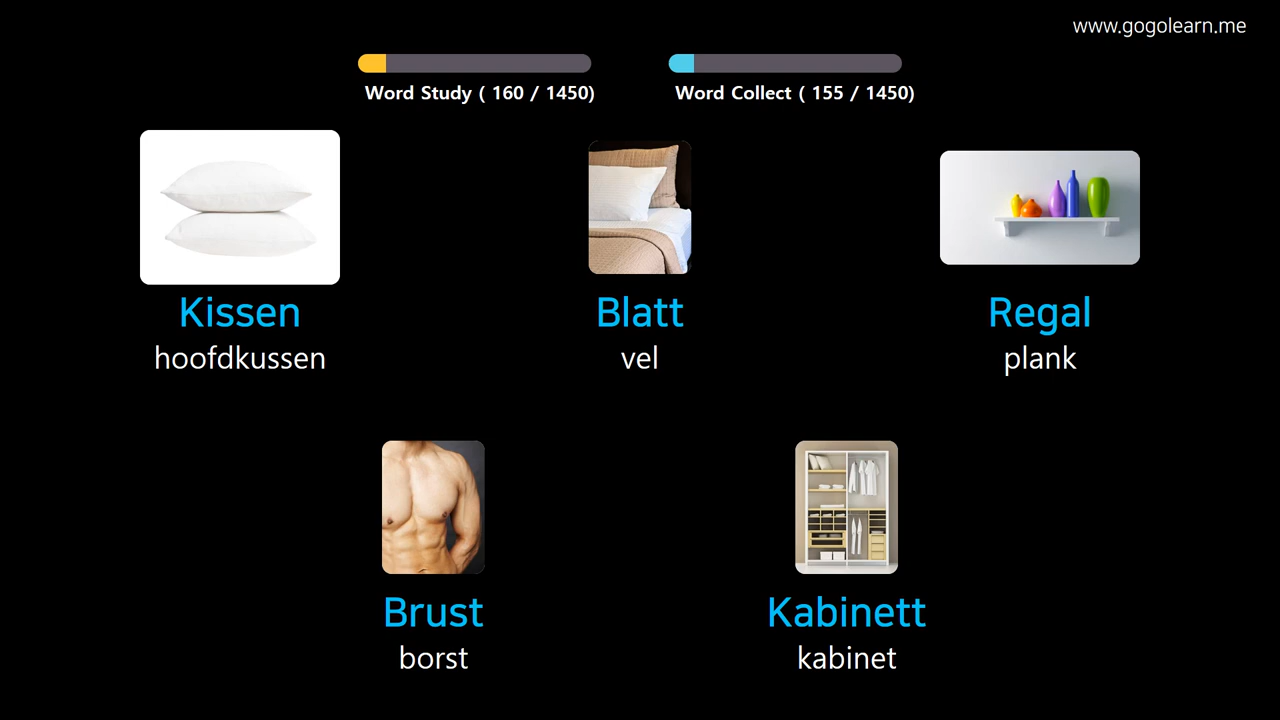 www.gogolearn.me
Word Study ( 160 / 1450)
Word Collect ( 155 / 1450)
Kissen
hoofdkussen
Blatt
vel
Regal
plank
Brust
borst
Kabinett
kabinet